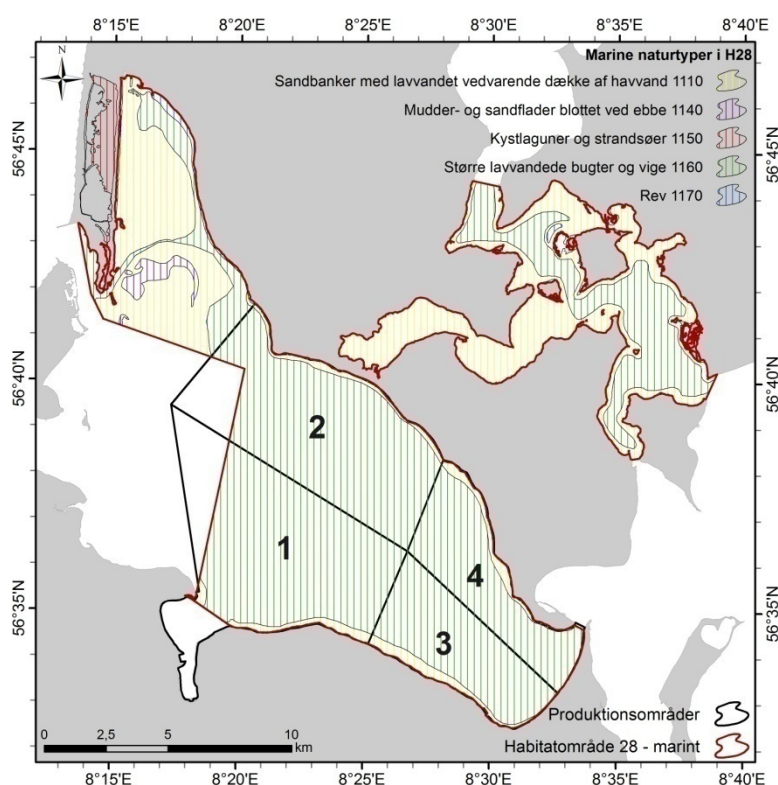 8°15'E 8°20'E 8°25'E 8°30'E 8°35'E 8°40'E
N
Marine naturtyper i H28
Sandbanker med lavvandet vedvarende dække af havvand 1110
Mudder- og sandflader blottet ved ebbe 1140
Kystlaguner og strandsøer 1150
Større lavvandede bugter og vige 1160
Rev 1170
56°45'N 56°45'N
56°40'N 56°40'N
2
1
4
56°35'N 56°35'N
3
Produktionsområder
Habitatområde 28 - marint
0 2,5 5 10
km
8°15'E 8°20'E 8°25'E 8°30'E 8°35'E 8°40'E